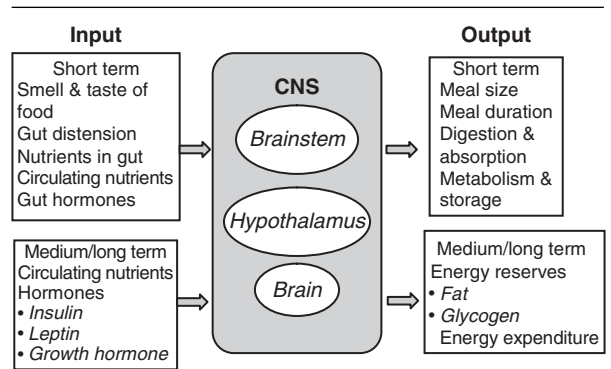 Input
Short term
Smell & taste of
food
Gut distension
Nutrients in gut
Circulating nutrients
Gut hormones
Medium/long term
Circulating nutrients
Hormones
• Insulin
• Leptin
• Growth hormone
CNS
Brainstem
Hypothalamus
Brain
Output
Short term
Meal size
Meal duration
Digestion &
absorption
Metabolism &
storage
Medium/long term
Energy reserves
• Fat
• Glycogen
Energy expenditure